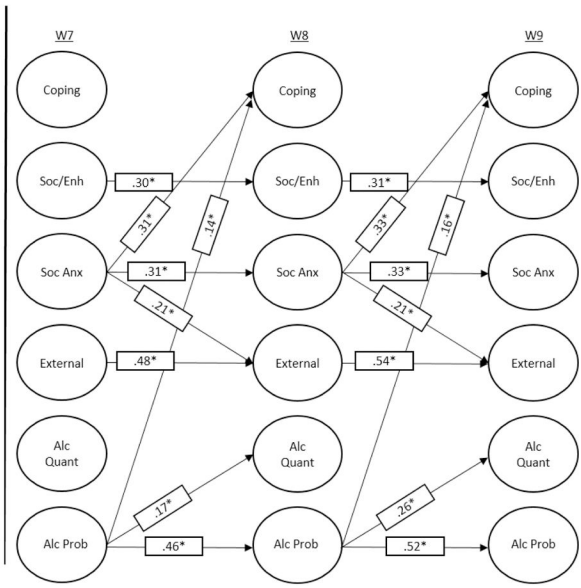 W7 W8 W9
Coping Coping Coping
Soc/Enh .30* Soc/Enh .31* Soc/Enh
.31* .14* .33* .16*
Soc Anx .31* Soc Anx .33* Soc Anx
.21* .21*
External .48* External .54* External
Alc Alc Alc
Quant Quant Quant
.17* .26*
Alc Prob .46* Alc Prob .52* Alc Prob